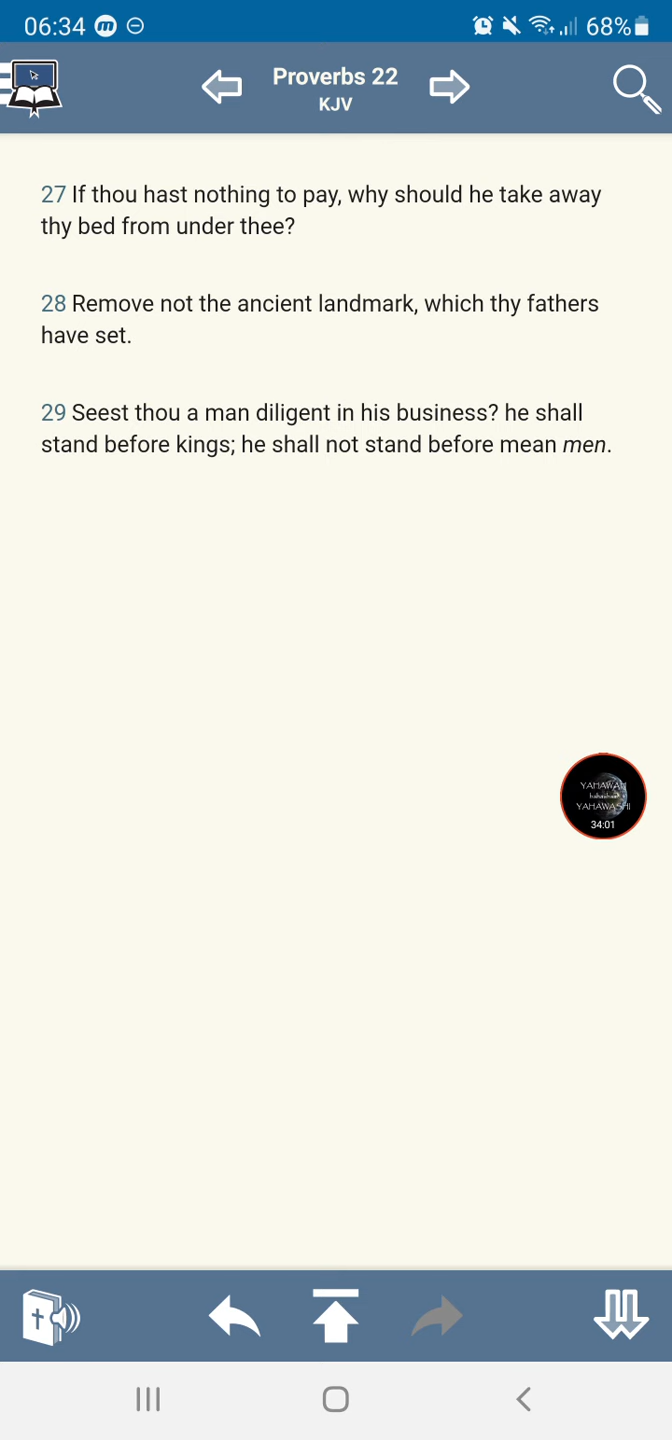 06:34 68%
Proverbs 22
KJV
27 If thou hast nothing to pay, why should he take away
thy bed from under thee?
28 Remove not the ancient landmark, which thy fathers
have set.
29 Seest thou a man diligent in his business? he shall
stand before kings; he shall not stand before mean men.
YAHAWAH
YAHAWASHI
34:01